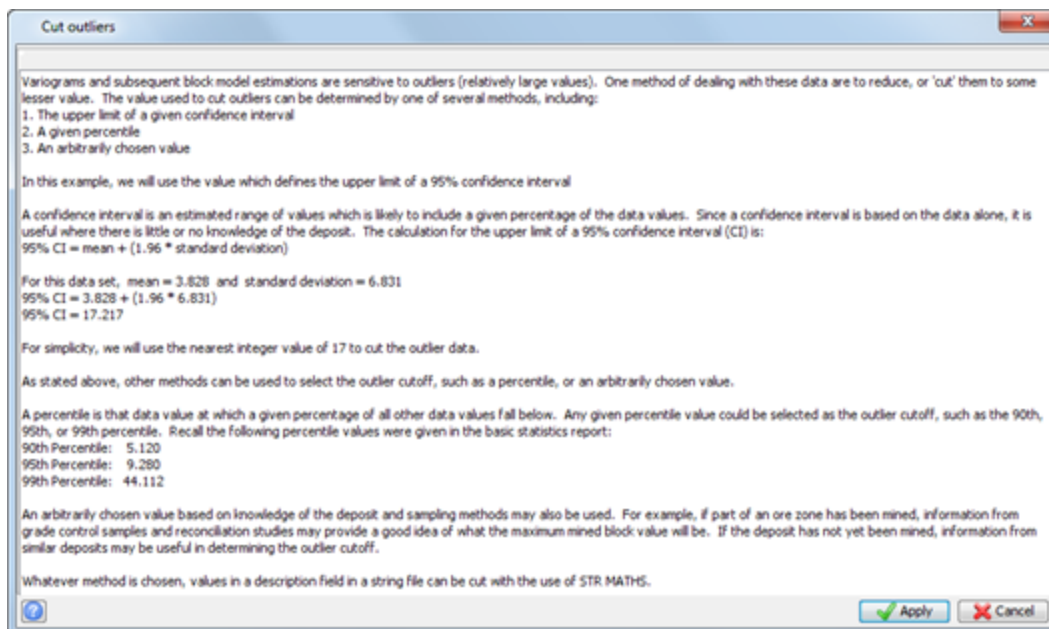 Cut outliers
Variograms and subsequent block model estimations are sensitive to outliers (relatively large values). One method of dealing with these data are to reduce, or 'cut' them to some
lesser value. The value used to cut outliers can be determined by one of several methods, including:
1. The upper limit of a given confidence interval
2. A given percentile
3. An arbitrarily chosen value
In this example, we will use the value which defines the upper limit of a 95% confidence interval
A confidence interval is an estimated range of values which is likely to include a given percentage of the data values. Since a confidence interval is based on the data alone, it is
useful where there is little or no knowledge of the deposit. The calculation for the upper limit of a 95% confidence interval (CI) is:
95% CI = mean + (1.96 * standard deviation)
For this data set, mean = 3.828 and standard deviation = 6.831
95% CI = 3.828 + (1.96 * 6.831)
95% CI = 17.217
For simplicity, we will use the nearest integer value of 17 to cut the outlier data.
As stated above, other methods can be used to select the outlier cutoff, such as a percentile, or an arbitrarily chosen value.
A percentile is that data value at which a given percentage of all other data values fall below. Any given percentile value could be selected as the outlier cutoff, such as the 90th,
95th, or 99th percentile. Recall the following percentile values were given in the basic statistics report:
90th Percentile: 5.120
95th Percentile: 9.280
99th Percentile: 44.112
An arbitrarily chosen value based on knowledge of the deposit and sampling methods may also be used. For example, if part of an ore zone has been mined, information from
grade control samples and reconciliation studies may provide a good idea of what the maximum mined block value will be. If the deposit has not yet been mined, information from
similar deposits may be useful in determining the outlier cutoff.
Whatever method is chosen, values in a description field in a string file can be cut with the use of STR MATHS.
Apply
Cancel